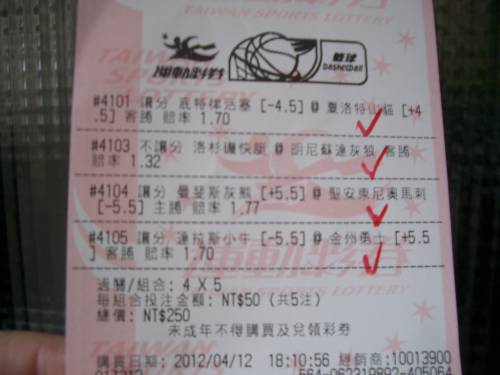 運動彩券
籃球
basketball
#4101 讓分 底特律活塞 [-4.5] @ 夏洛特山貓 [+4
.5] 客勝 賠率 1.70
#4103 不讓分 洛杉磯快艇 @ 明尼蘇達灰狼 客勝
賠率 1.32
#4104 讓分 曼斐斯灰熊 [+5.5] @ 聖安東尼奧馬刺
[-5.5] 主勝 賠率 1.77
#4105 讓分 達拉斯小牛 [-5.5] @ 金州勇士 [+5.5
] 客勝 賠率 1.70
過關/組合: 4 X 5
每組合投注金額: NT$50 (共5注)
總價: NT$250
未成年不得購買及兌領彩券
購買日期: 2012/04/12 18:10:56 經銷商:10013900